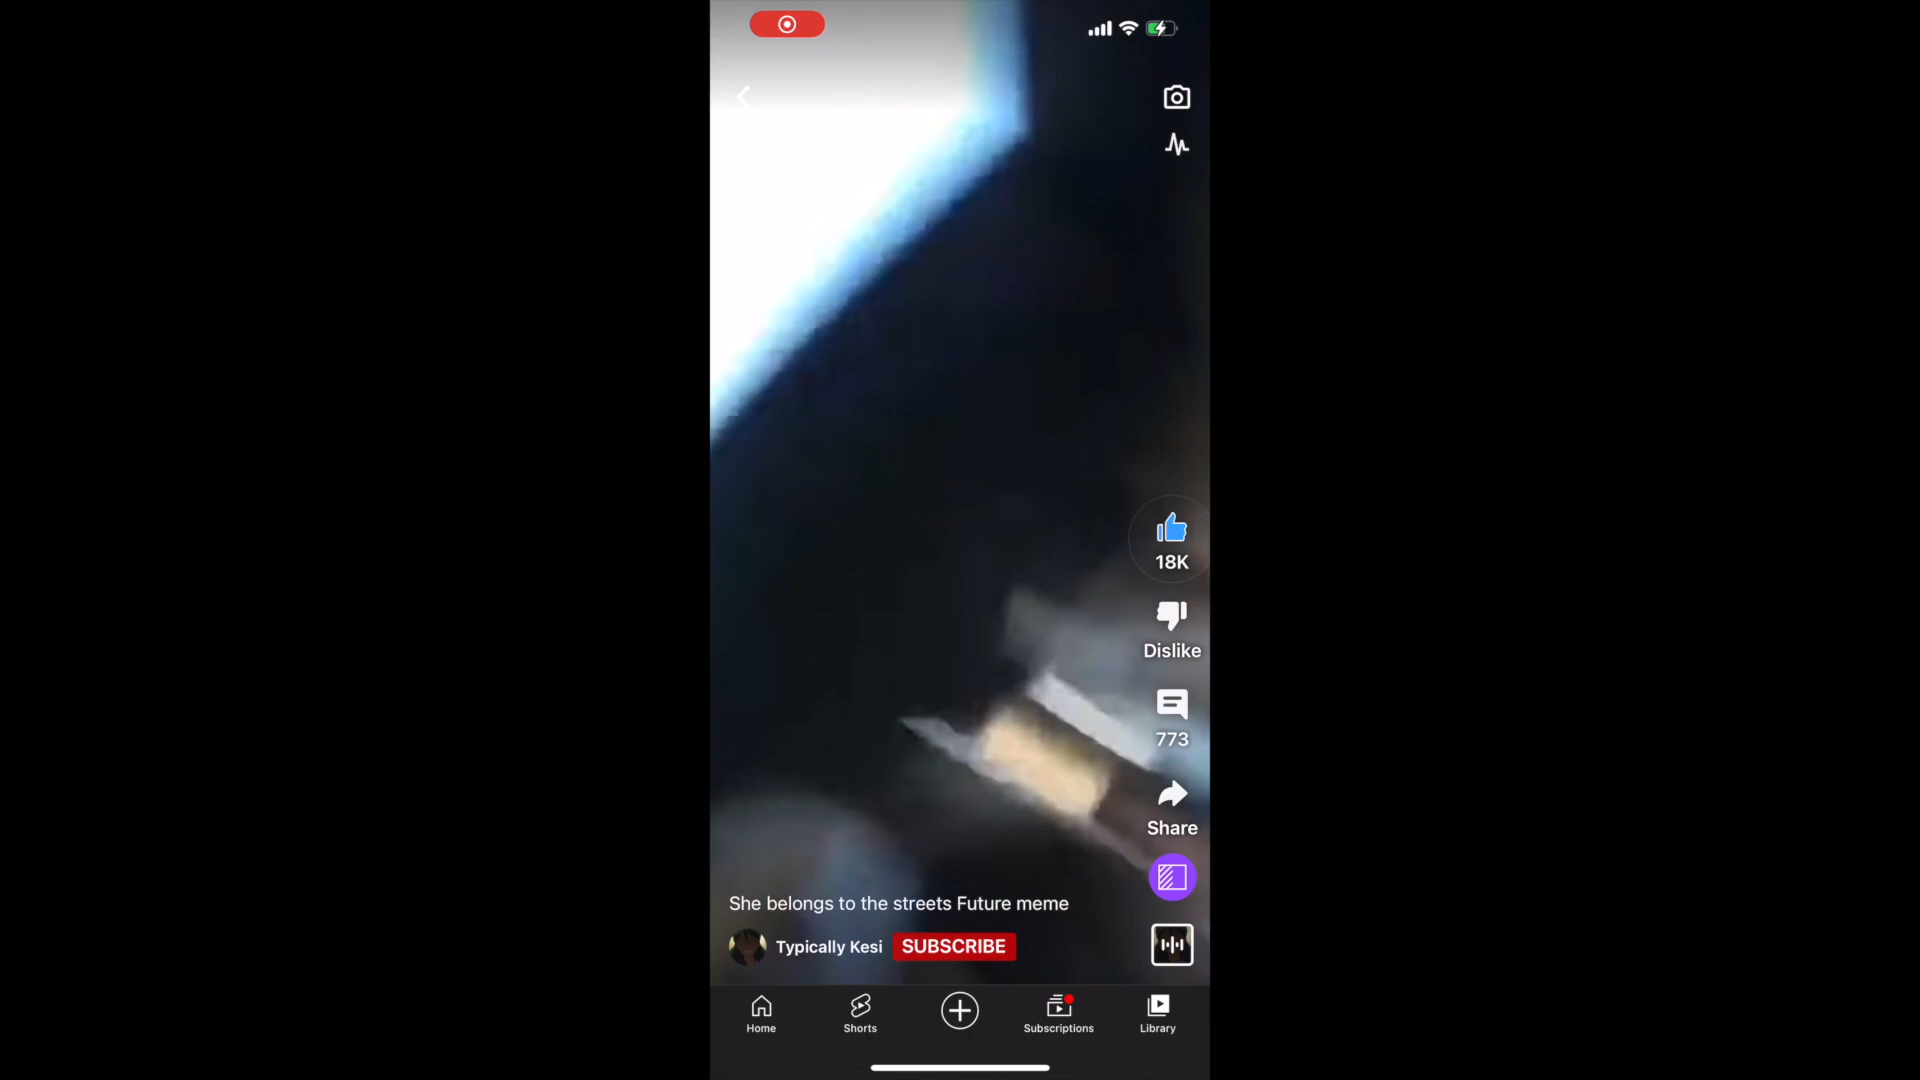 18K
Dislike
773
Share
She belongs to the streets Future meme
Typically Kesi SUBSCRIBE
Home Shorts Subscriptions Library